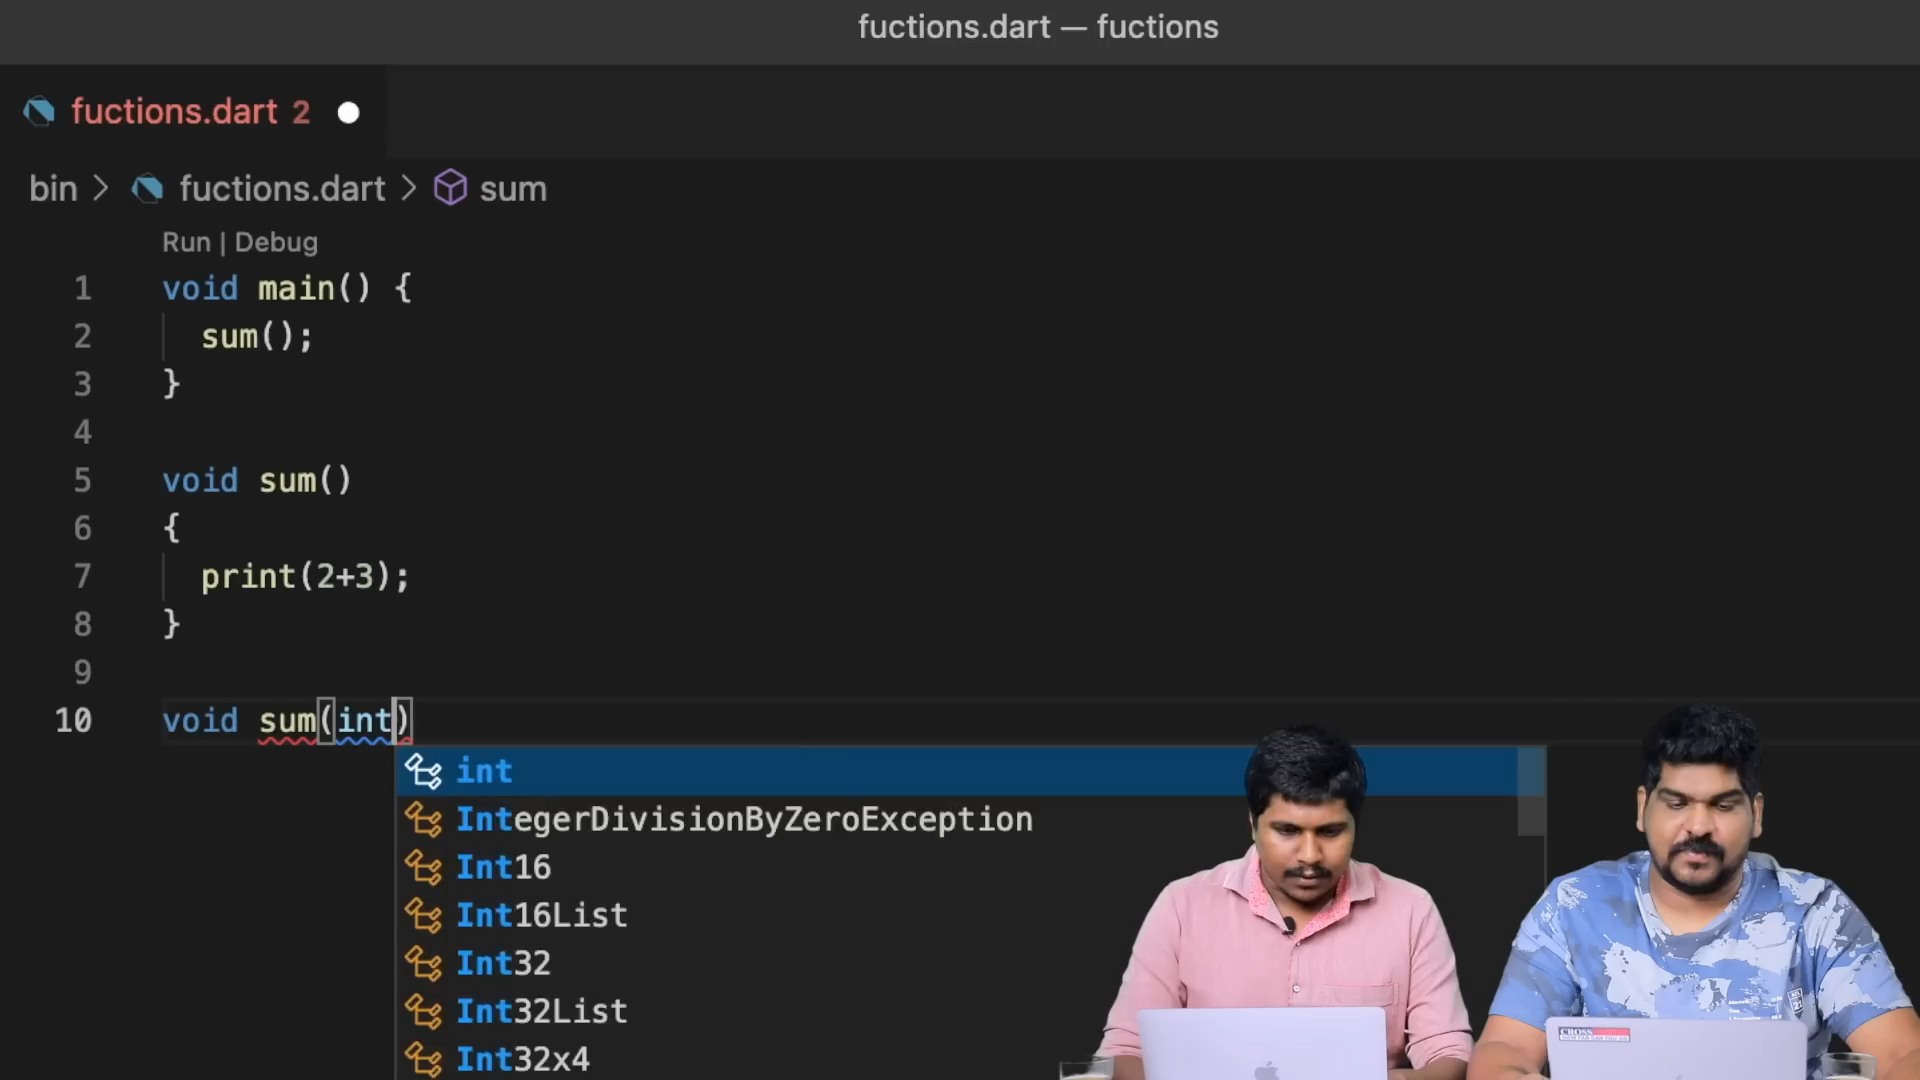 fuctions.dart — fuctions
fuctions.dart 2
bin > fuctions.dart > sum
Run | Debug
1 void main() {
2 sum();
3 }
4
5 void sum()
6 {
7 print(2+3);
8 }
9
10 void sum(int)
int
IntegerDivisionByZeroException
Int16
Int16List
Int32
Int32List
Int32x4
CROSS